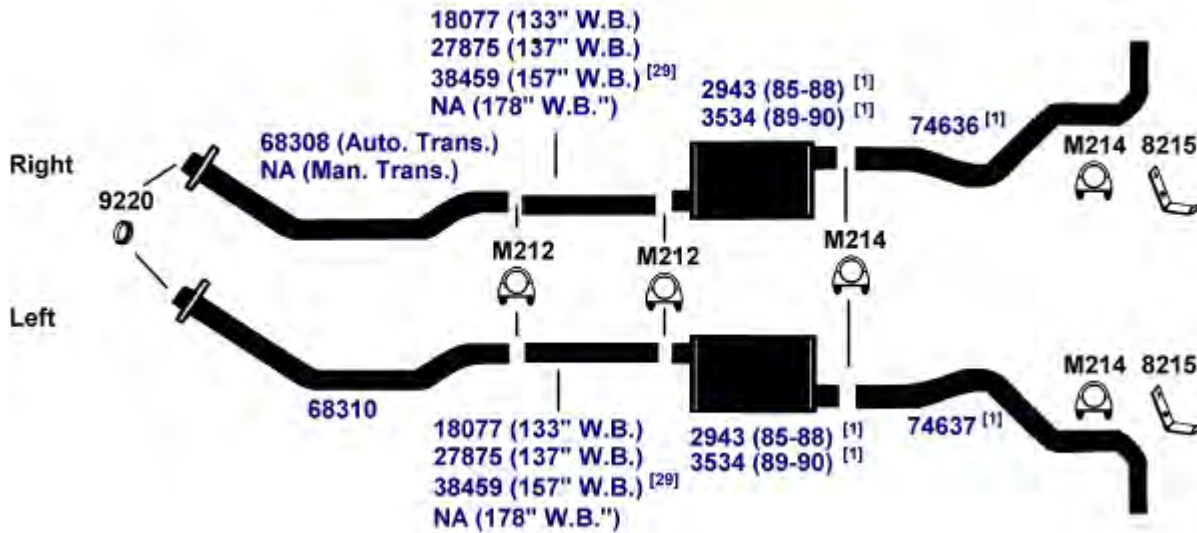 18077 (133" W.B.)
27875 (137" W.B.)
38459 (157" W.B.) [29]
NA (178" W.B.")
2943 (85-88) [1]
3534 (89-90) [1]
74636 [1]
68308 (Auto. Trans.)
NA (Man. Trans.)
M214 8215
Right
9220
M212
M212
M214
Left
M214 8215
68310
74637 [1]
18077 (133" W.B.)
27875 (137" W.B.)
38459 (157" W.B.) [29]
NA (178" W.B.")
2943 (85-88) [1]
3534 (89-90) [1]